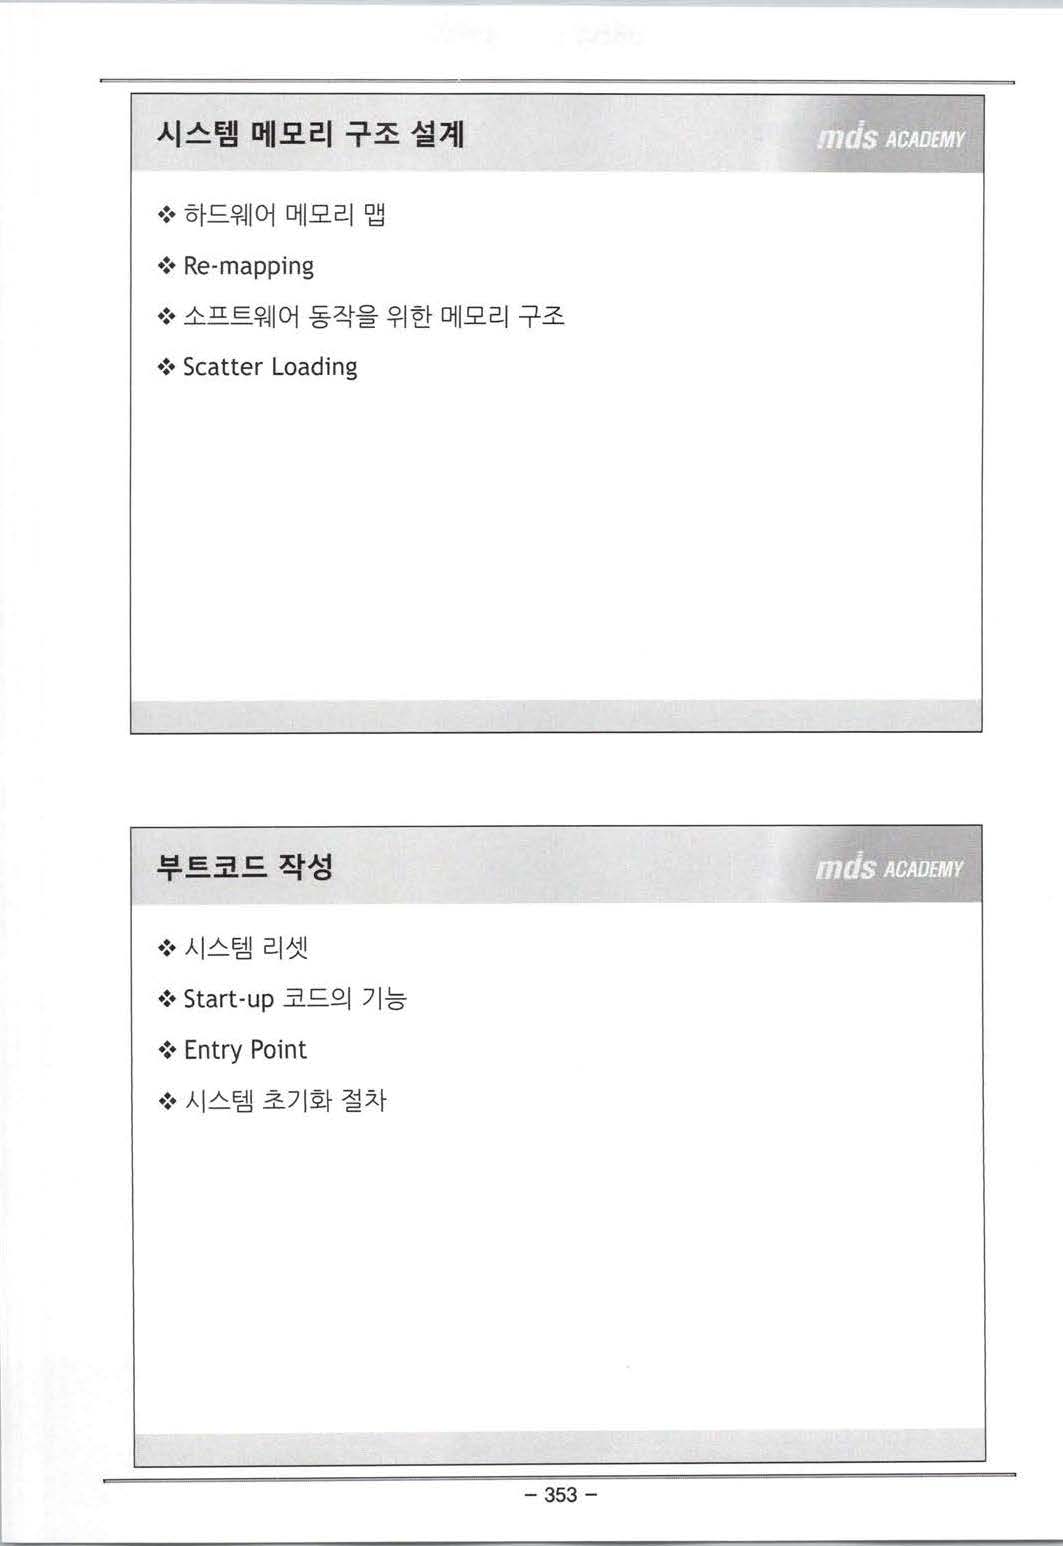 시스템 메모리 구조 설계
mds ACADEMY
❖ 하드웨어 메모리 맵
❖ Re-mapping
❖ 소프트웨어 동작을 위한 메모리 구조
❖ Scatter Loading
부트코드 작성
mds ACADEMY
❖ 시스템 리셋
❖ Start-up 코드의 기능
❖ Entry Point
❖ 시스템 초기화 절차
– 353 –